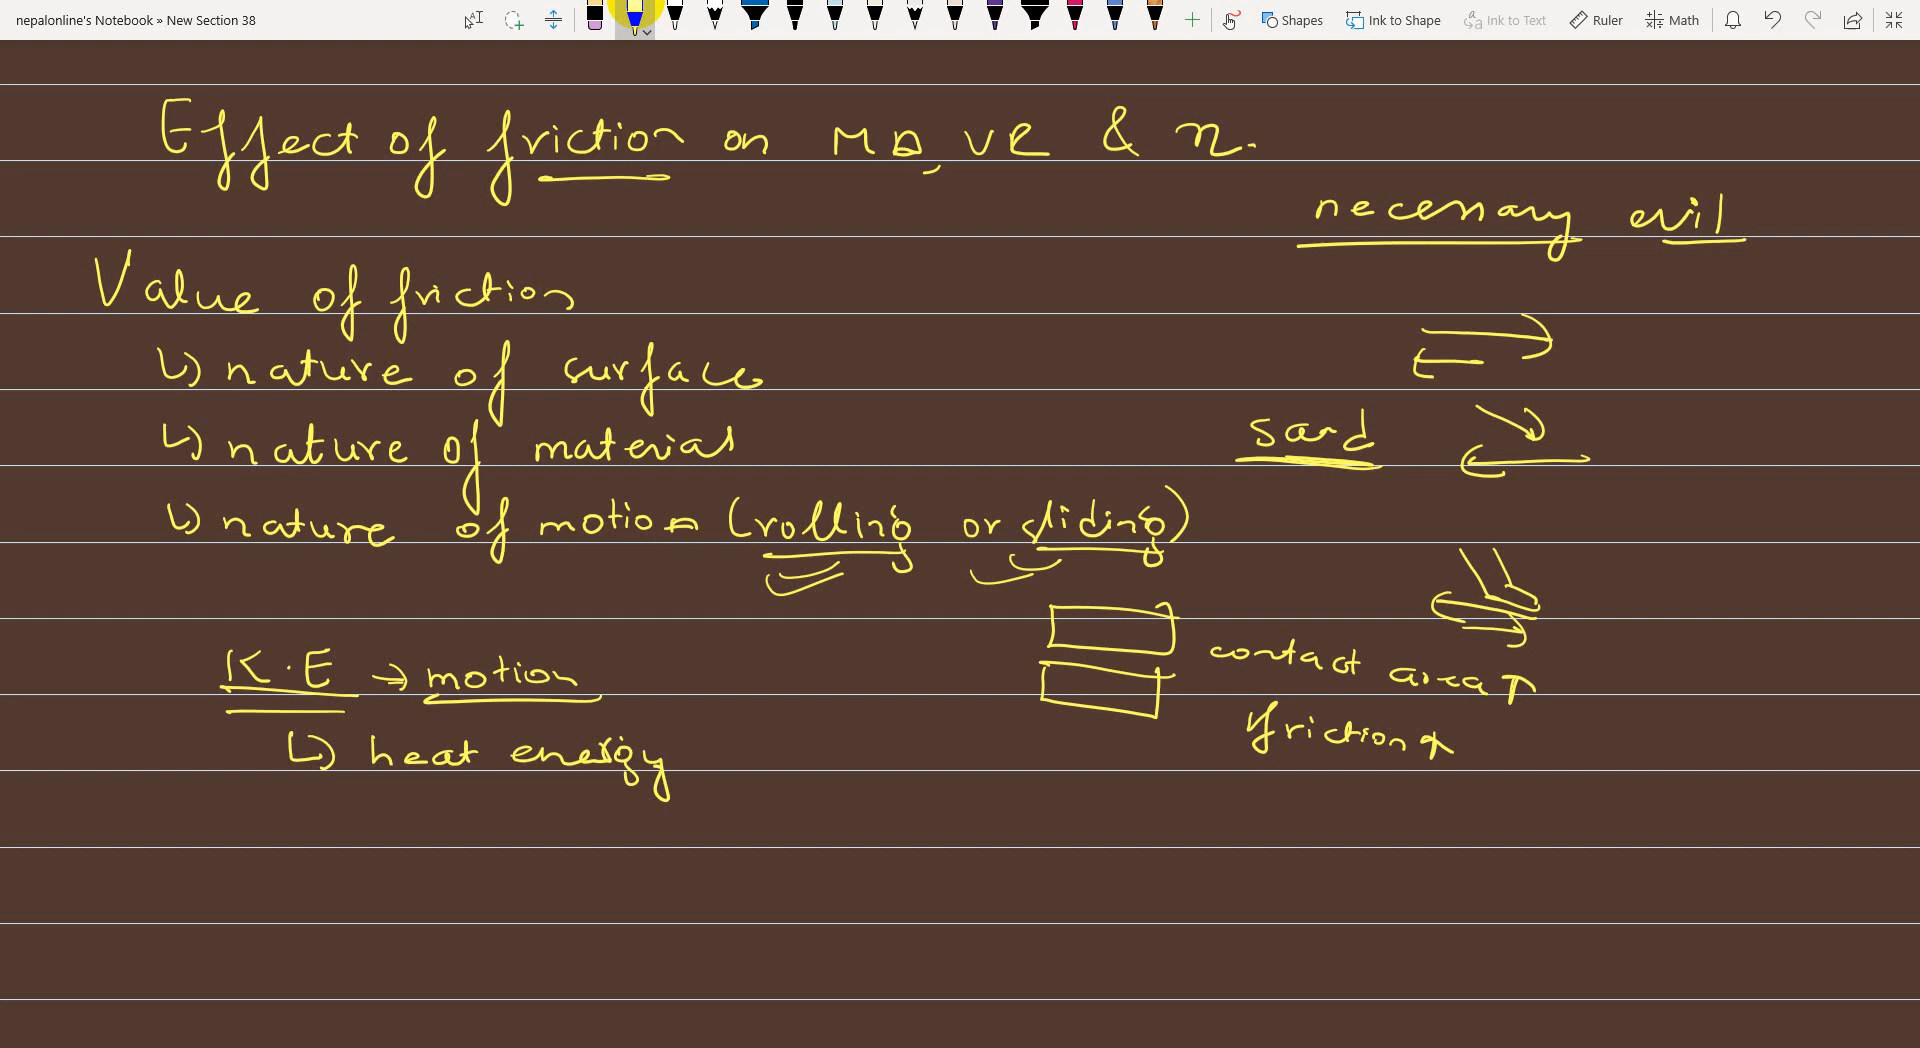 nepalonline's Notebook » New Section 38
Shapes Ink to Shape Ink to Text Ruler Math
Effect of friction on MA, VR & η.
necessary evil
Value of friction
↳ nature of surface
↳ nature of material
sand
↳ nature of motion (rolling or sliding)
K.E → motion
contact area ↑
friction ↑
↳ heat energy